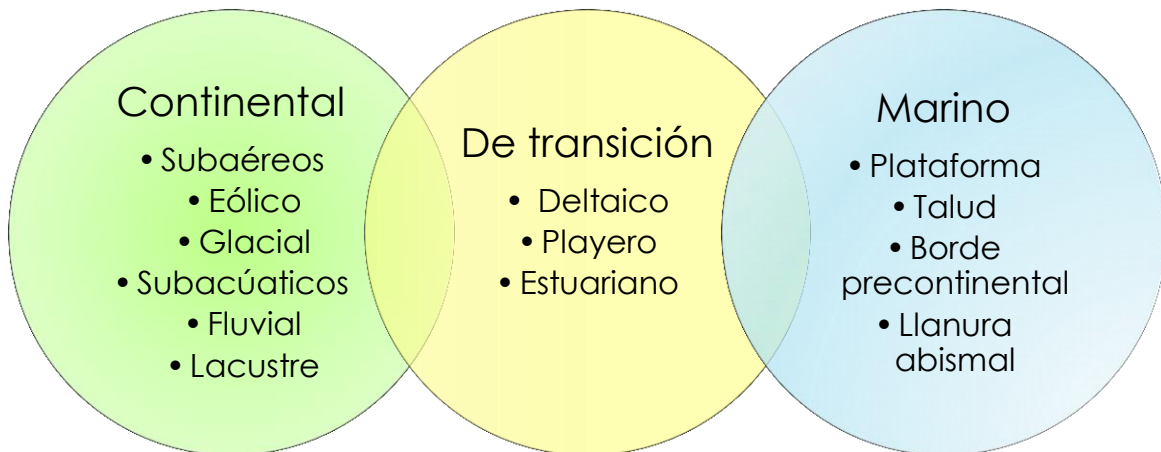 Continental
• Subaéreos
• Eólico
• Glacial
• Subacúaticos
• Fluvial
• Lacustre
De transición
• Deltaico
• Playero
• Estuariano
Marino
• Plataforma
• Talud
• Borde
precontinental
• Llanura
abismal